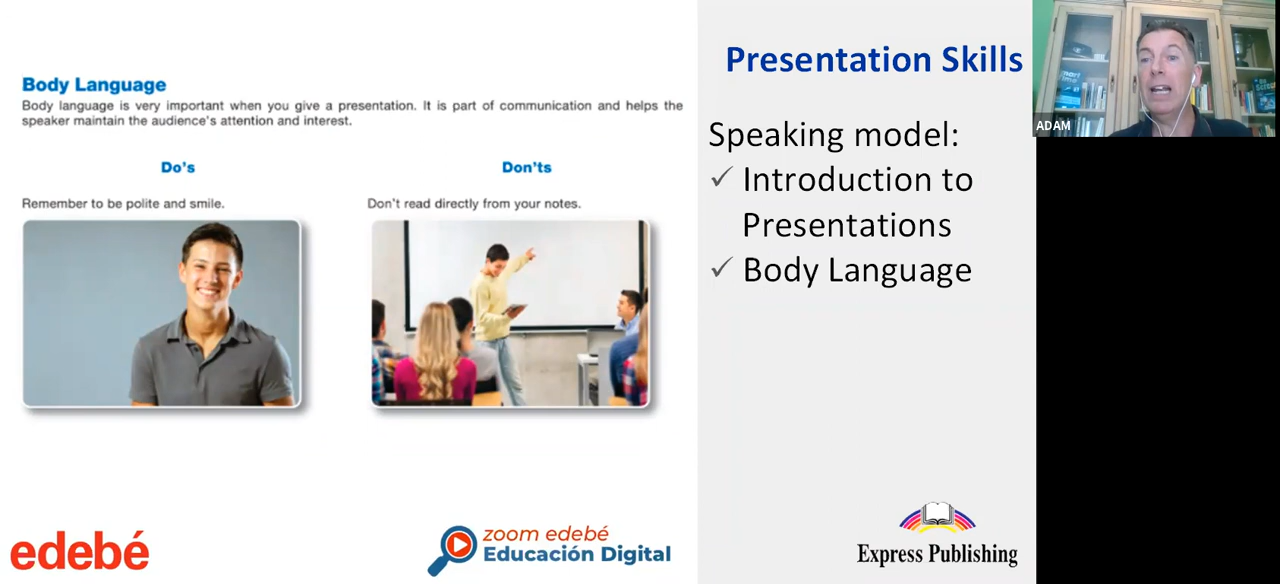 Body Language
Body language is very important when you give a presentation. It is part of communication and helps the
speaker maintain the audience's attention and interest.
Do's
Remember to be polite and smile.
Don'ts
Don't read directly from your notes.
edebé
zoom edebé
Educación Digital
Presentation Skills
Speaking model:
✓ Introduction to
Presentations
✓ Body Language
Express Publishing
ADAM